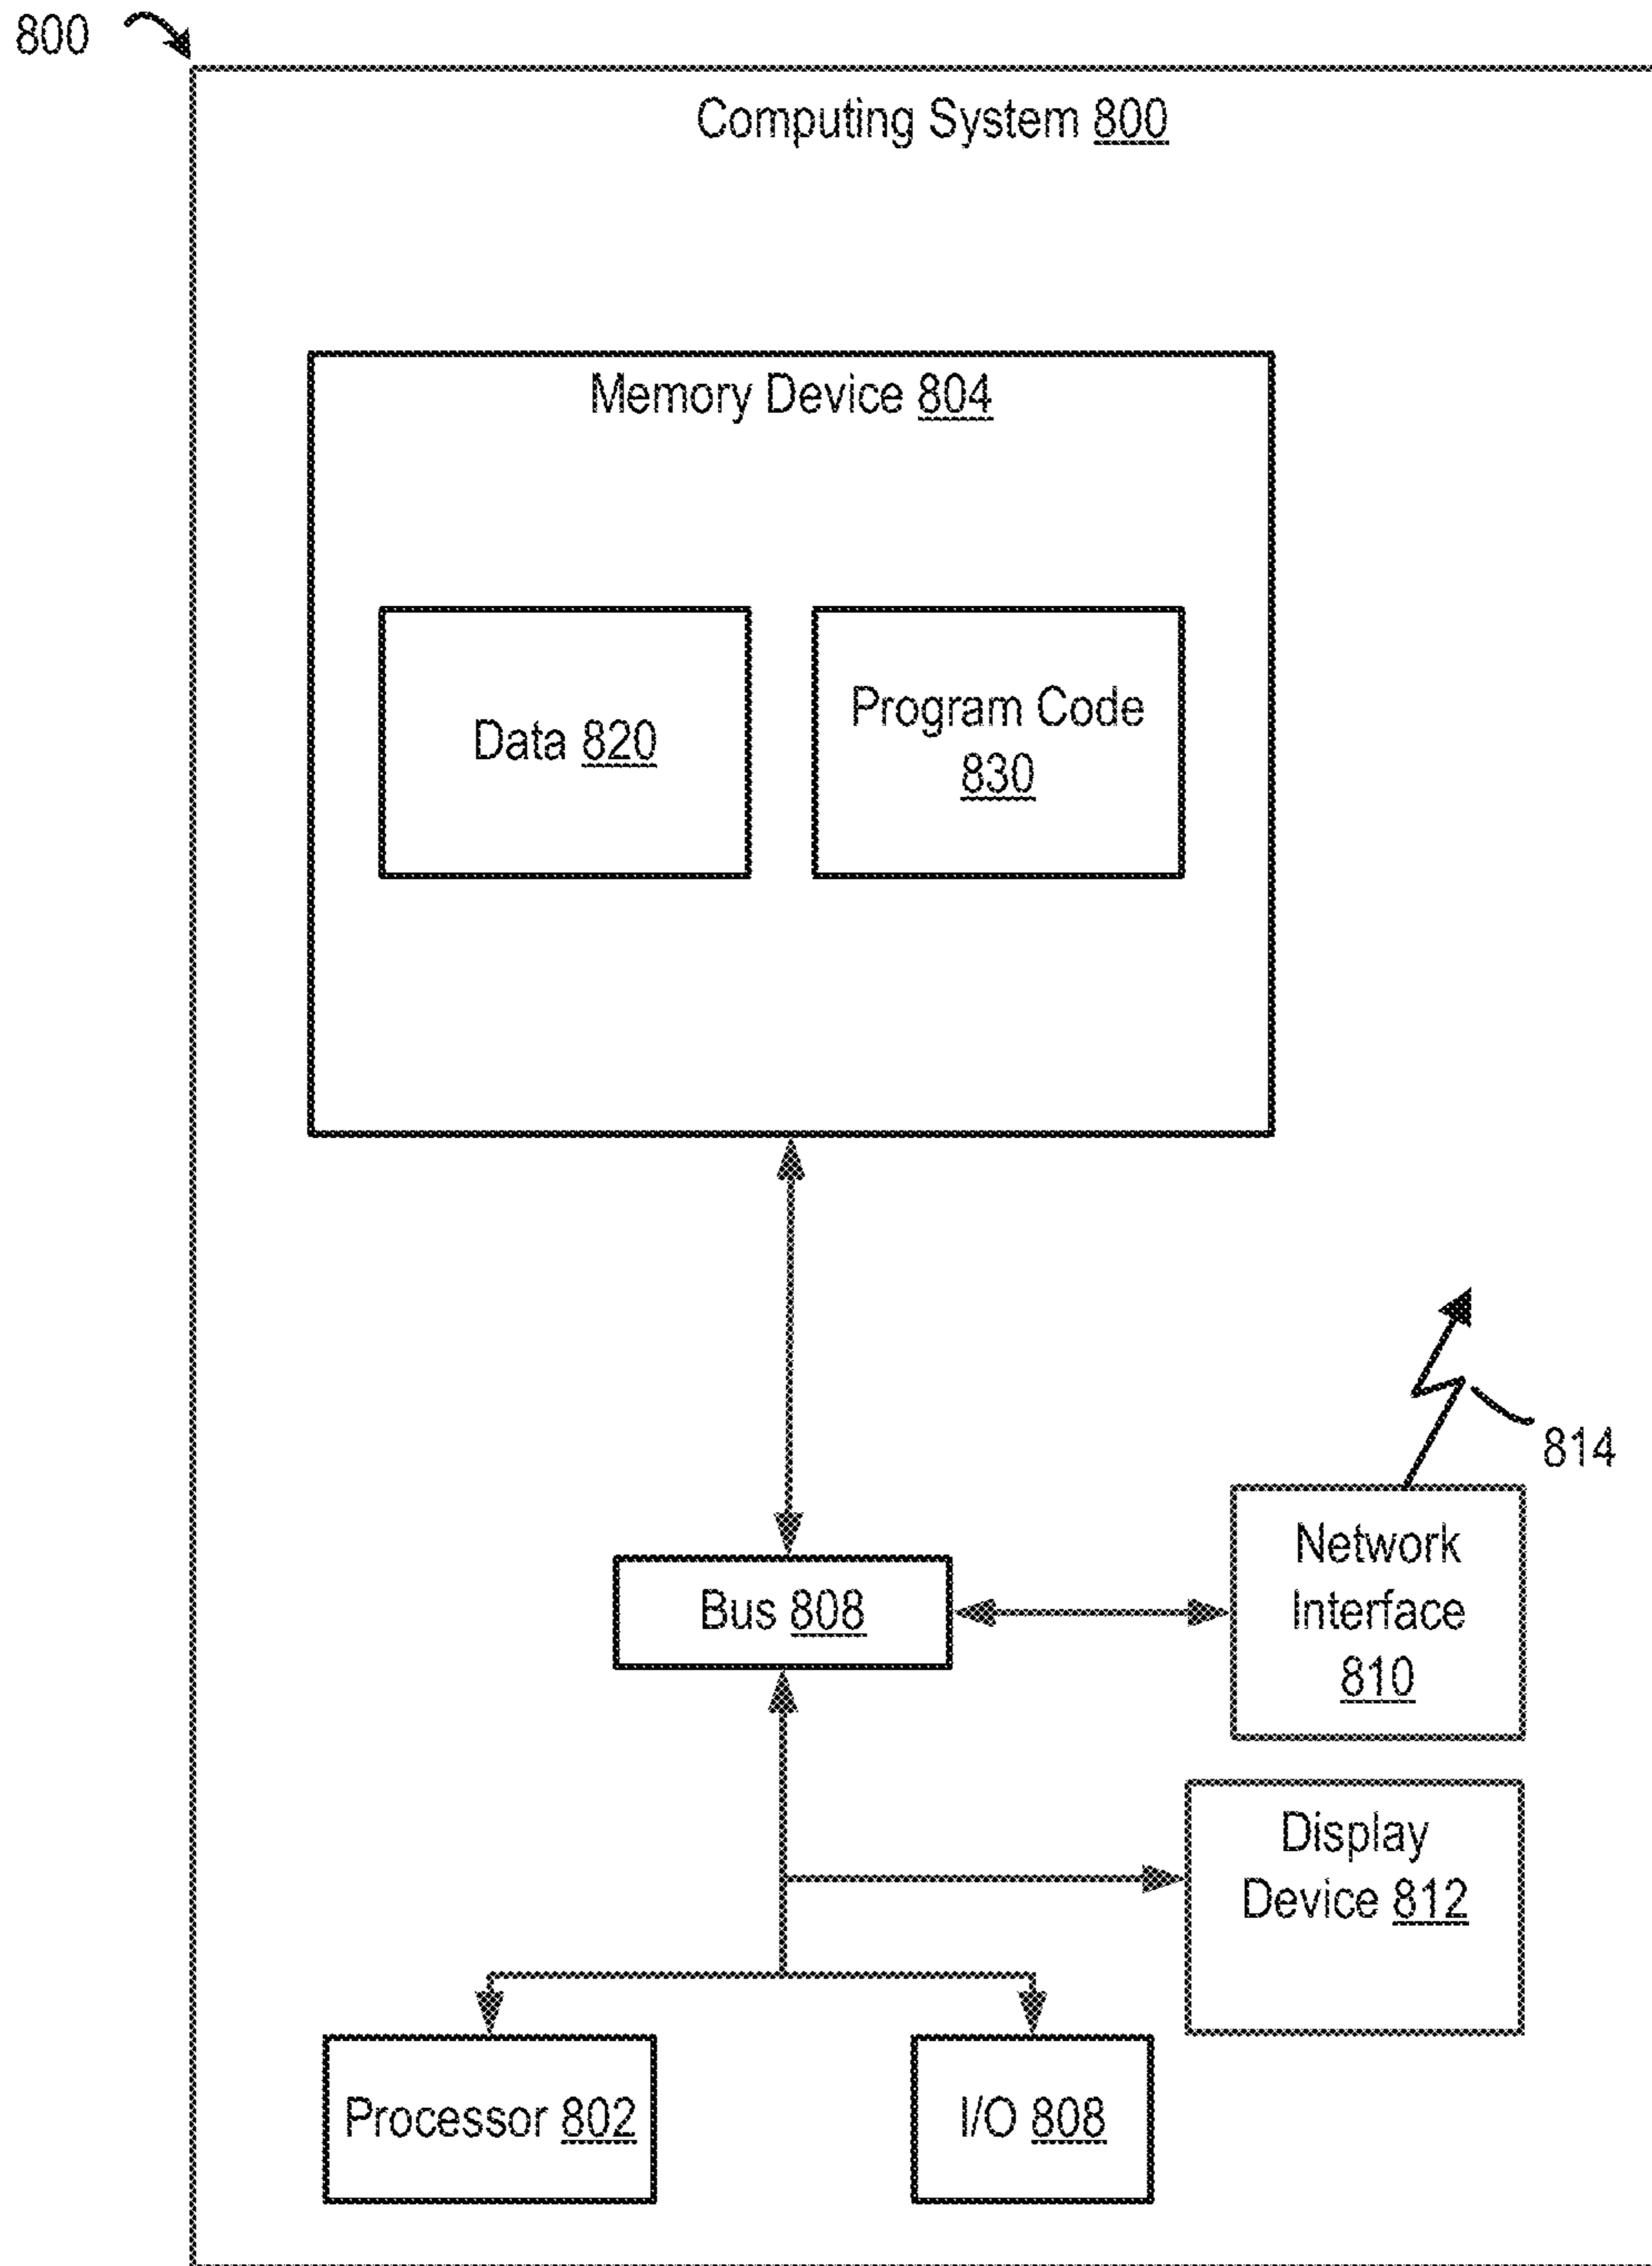 800
Computing System 800
Memory Device 804
Data 820
Program Code
830
814
Network
Interface
810
Bus 808
Display
Device 812
Processor 802
I/O 808